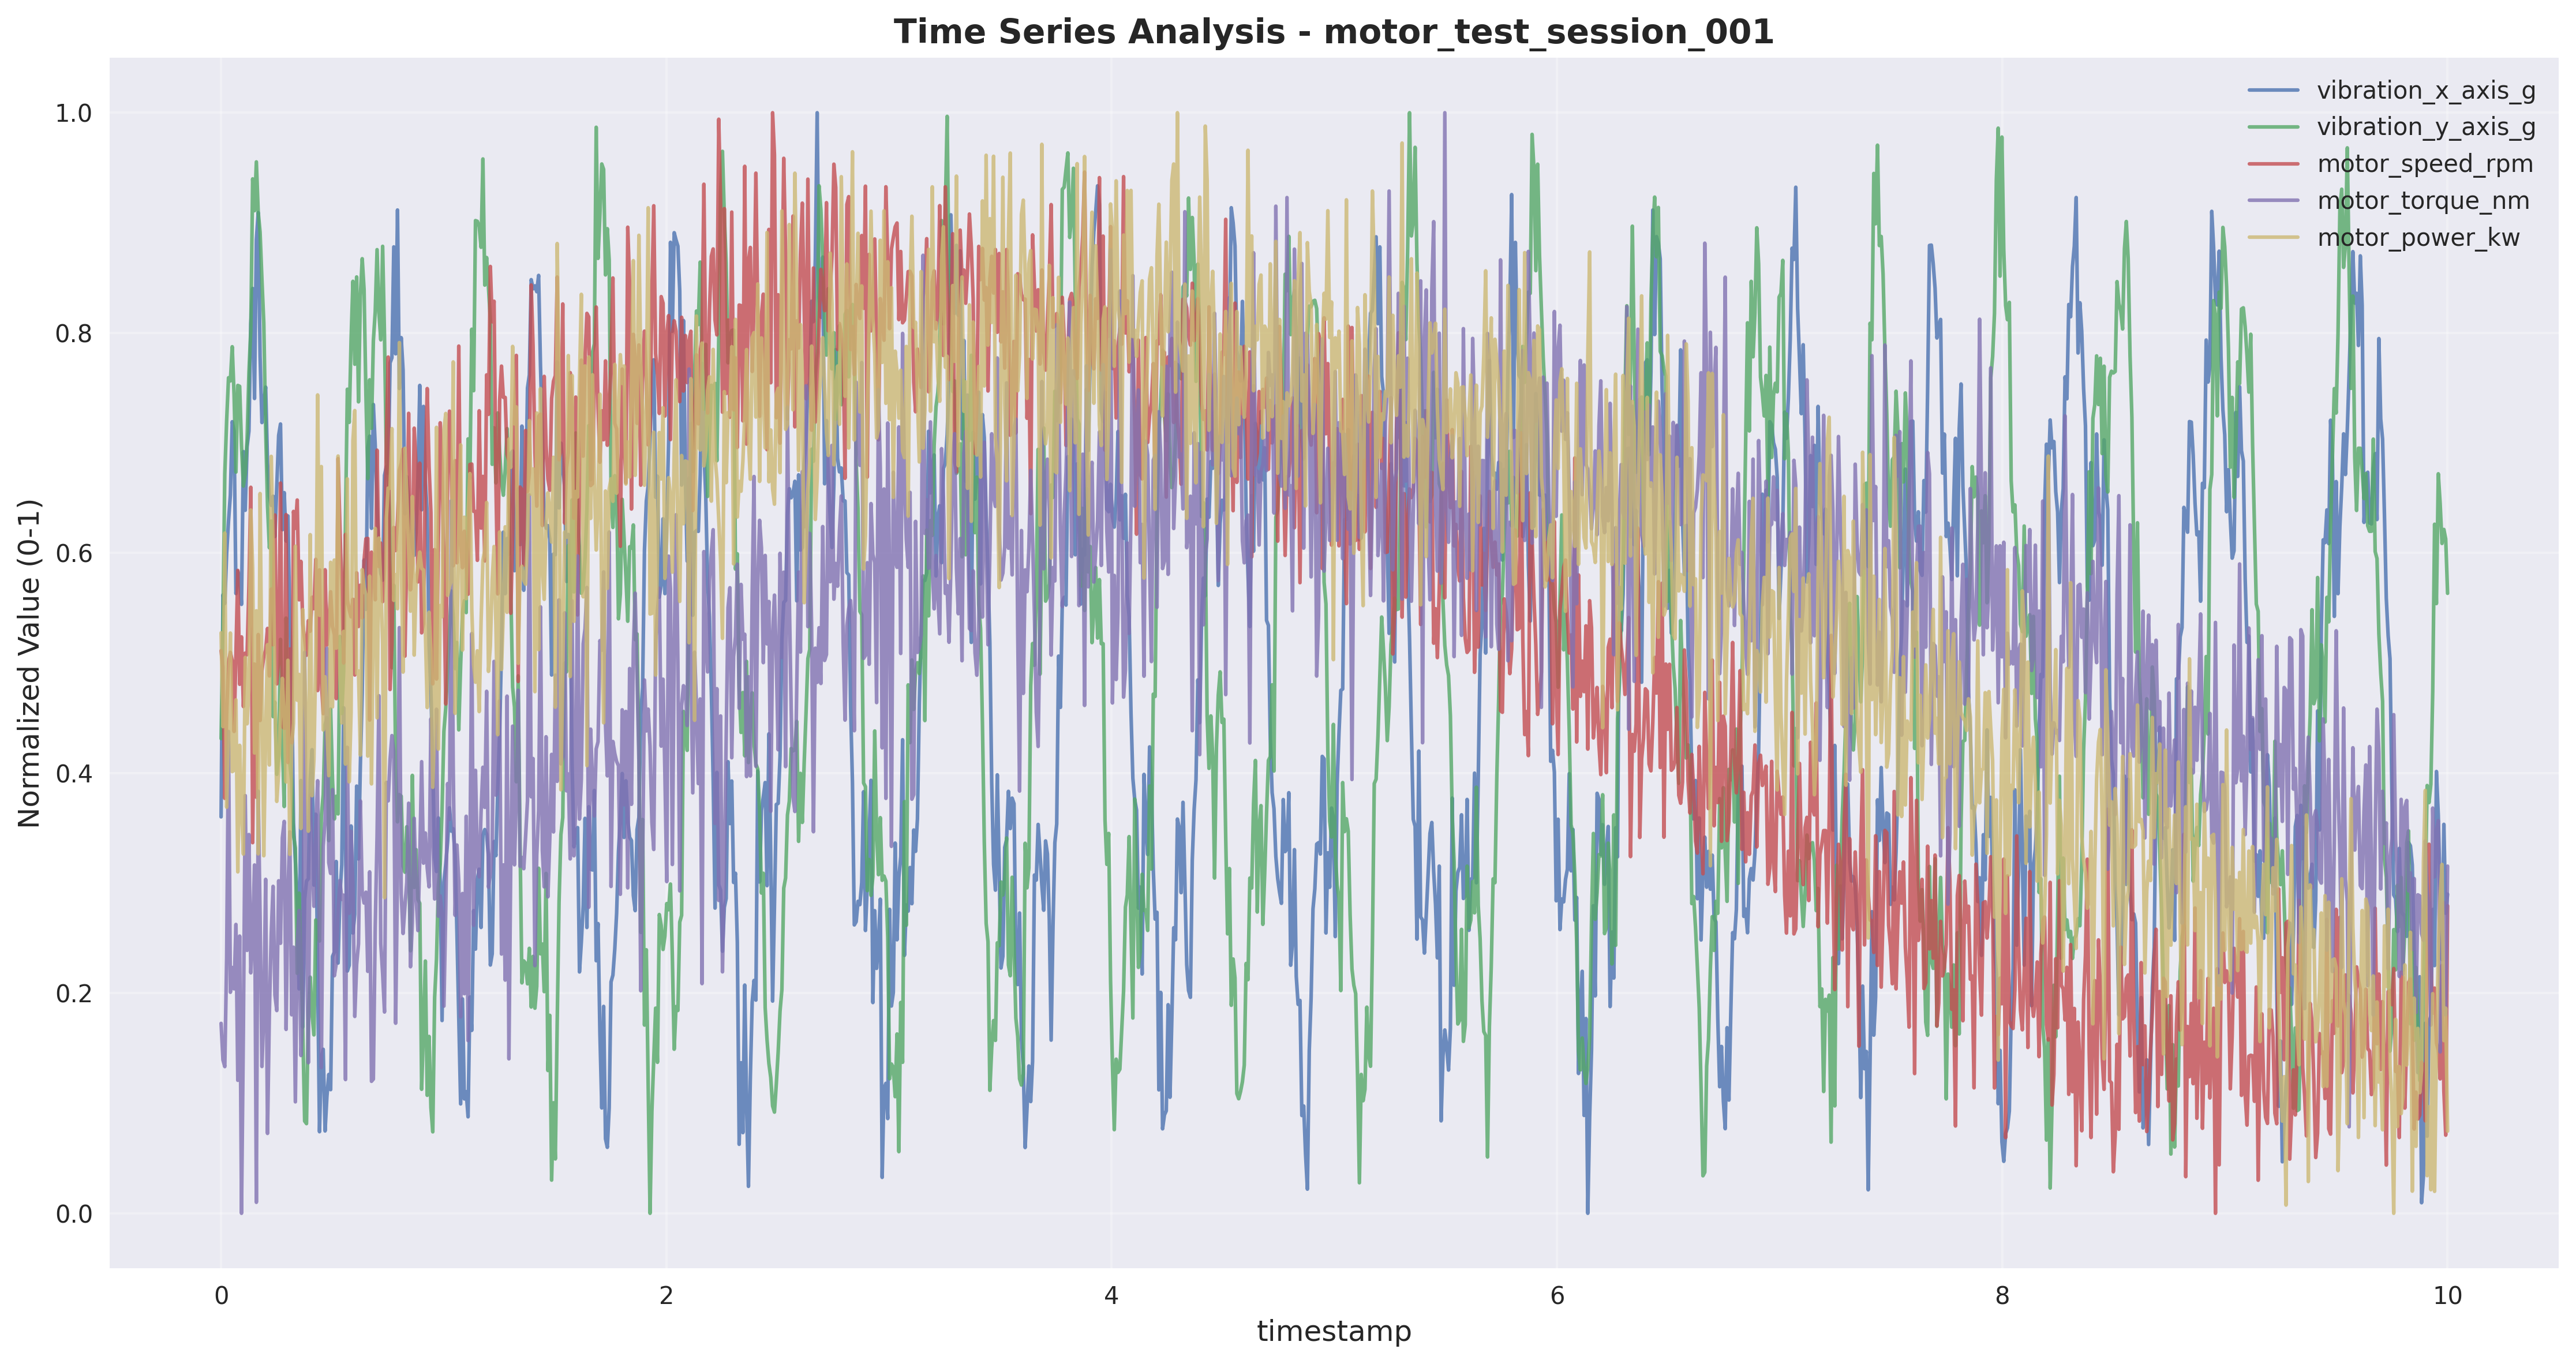 Time Series Analysis - motor_test_session_001
1.0
0.8
0.6
0.4
0.2
0.0
Normalized Value (0-1)
vibration_x_axis_g
vibration_y_axis_g
motor_speed_rpm
motor_torque_nm
motor_power_kw
0 2 4 6 8 10
timestamp